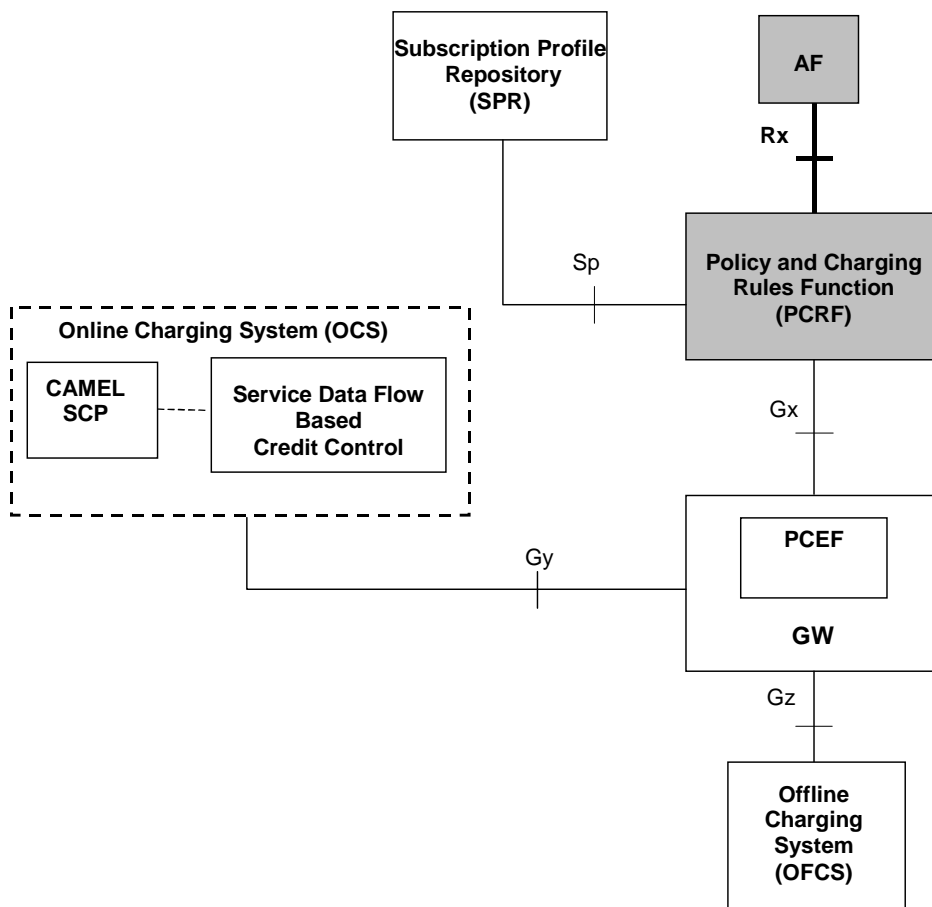 Subscription Profile
Repository
(SPR)
AF
Rx
Sp
Policy and Charging
Rules Function
(PCRF)
Online Charging System (OCS)
CAMEL
SCP
Service Data Flow
Based
Credit Control
Gx
PCEF
Gy
GW
Gz
Offline
Charging
System
(OFCS)